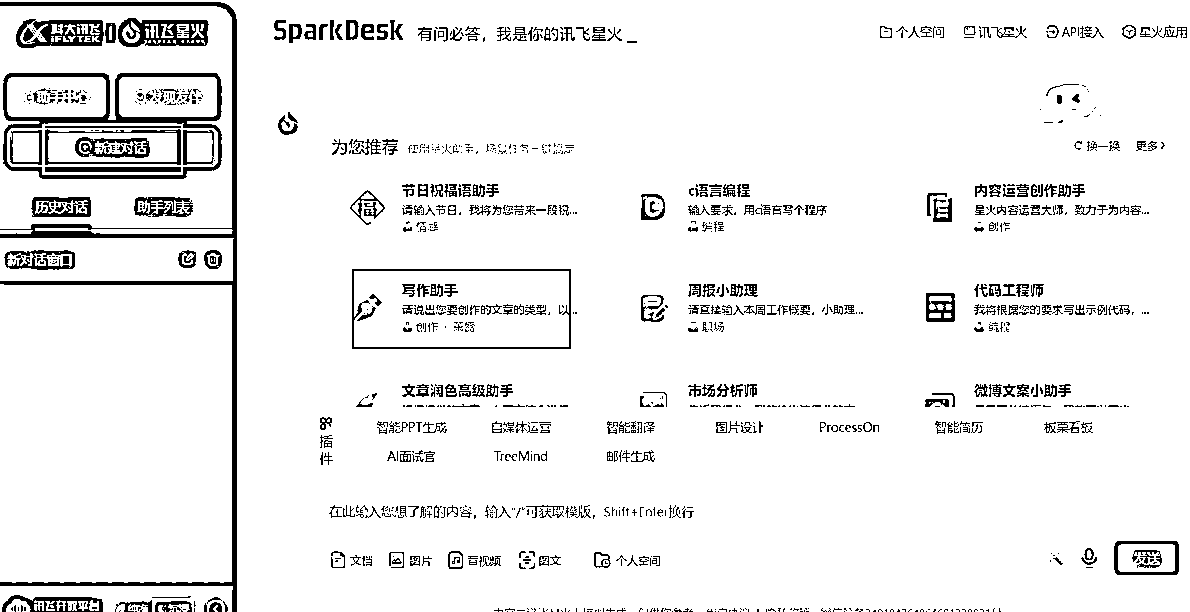 科大讯飞 iFLYTEK 讯飞星火
助手中心 发现友伴
新建对话
历史对话 助手列表
新对话窗口
讯飞开放平台
SparkDesk 有问必答，我是你的讯飞星火 _
个人空间 讯飞星火 API接入 星火应用
为您推荐
换一换 更多
节日祝福语助手
请输入节日，我将为您带来一段祝...
情感
c语言编程
输入要求，用c语言写个程序
编程
内容运营创作助手
星火内容运营大师，致力于为内容...
创作
写作助手
请说出您要创作的文章的类型，以...
创作
周报小助理
请直接输入本周工作概要，小助理...
职场
代码工程师
我将根据您的要求写出示例代码，...
编程
文章润色高级助手
市场分析师
微博文案小助手
插件
智能PPT生成 自媒体运营 智能翻译 图片设计 ProcessOn 智能简历
AI面试官 TreeMind 邮件生成
在此输入您想了解的内容，输入"/"可获取模版，Shift+Enter换行
文档 图片 音视频 图文 个人空间
发送